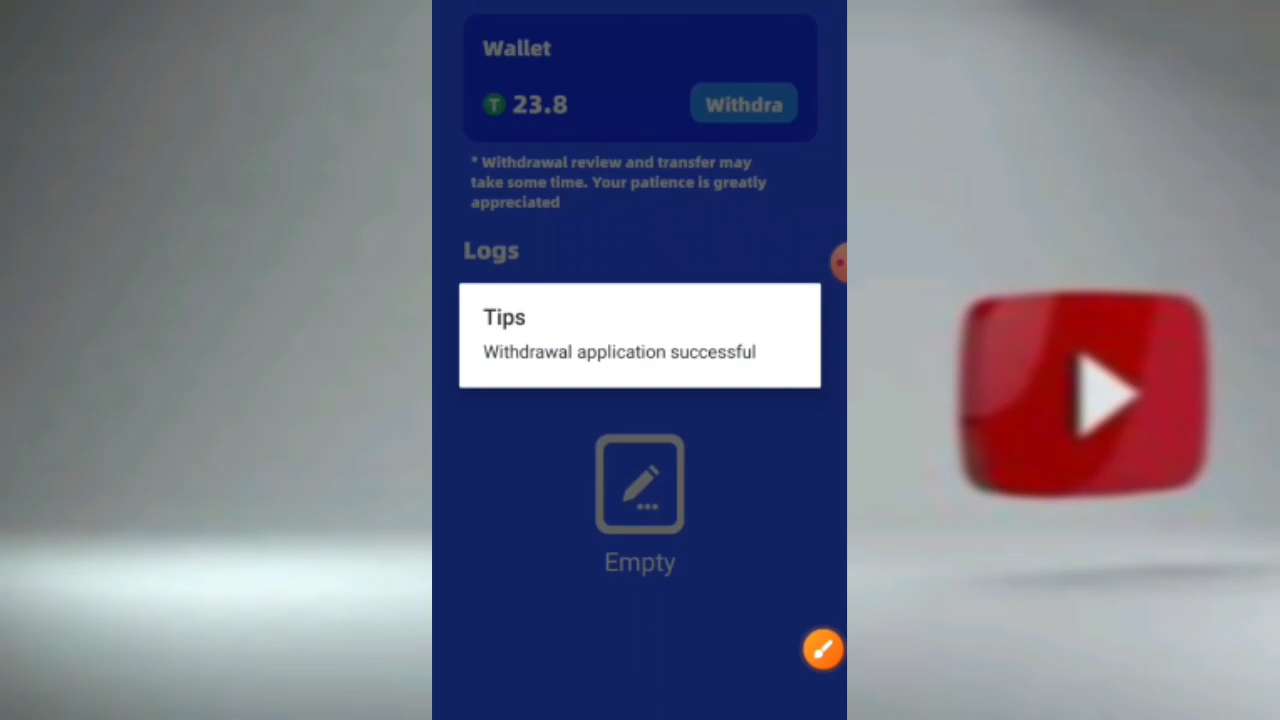 Wallet
T 23.8
Withdra
* Withdrawal review and transfer may
take some time. Your patience is greatly
appreciated
Logs
Tips
Withdrawal application successful
Empty